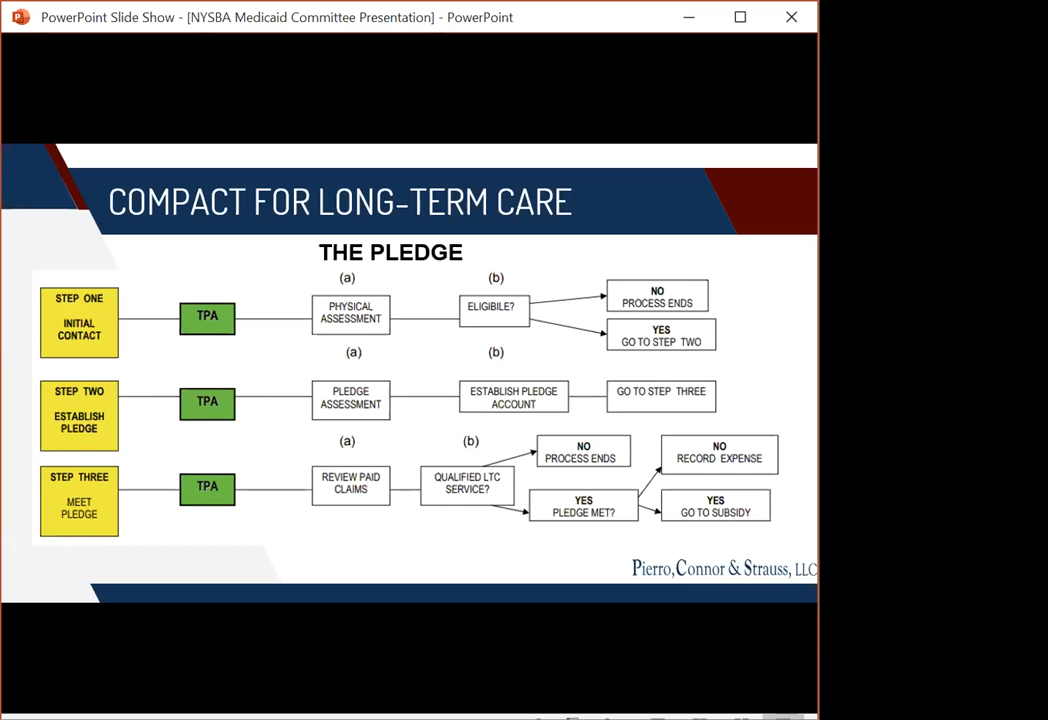 PowerPoint Slide Show - [NYSBA Medicaid Committee Presentation] - PowerPoint
COMPACT FOR LONG-TERM CARE
THE PLEDGE
(a)
(b)
STEP ONE
INITIAL
CONTACT
TPA
PHYSICAL
ASSESSMENT
ELIGIBILE?
NO
PROCESS ENDS
YES
GO TO STEP TWO
(a)
(b)
STEP TWO
ESTABLISH
PLEDGE
TPA
PLEDGE
ASSESSMENT
ESTABLISH PLEDGE
ACCOUNT
GO TO STEP THREE
(a)
(b)
STEP THREE
MEET
PLEDGE
TPA
REVIEW PAID
CLAIMS
QUALIFIED LTC
SERVICE?
NO
PROCESS ENDS
YES
PLEDGE MET?
NO
RECORD EXPENSE
YES
GO TO SUBSIDY
Pierro, Connor & Strauss, LLC